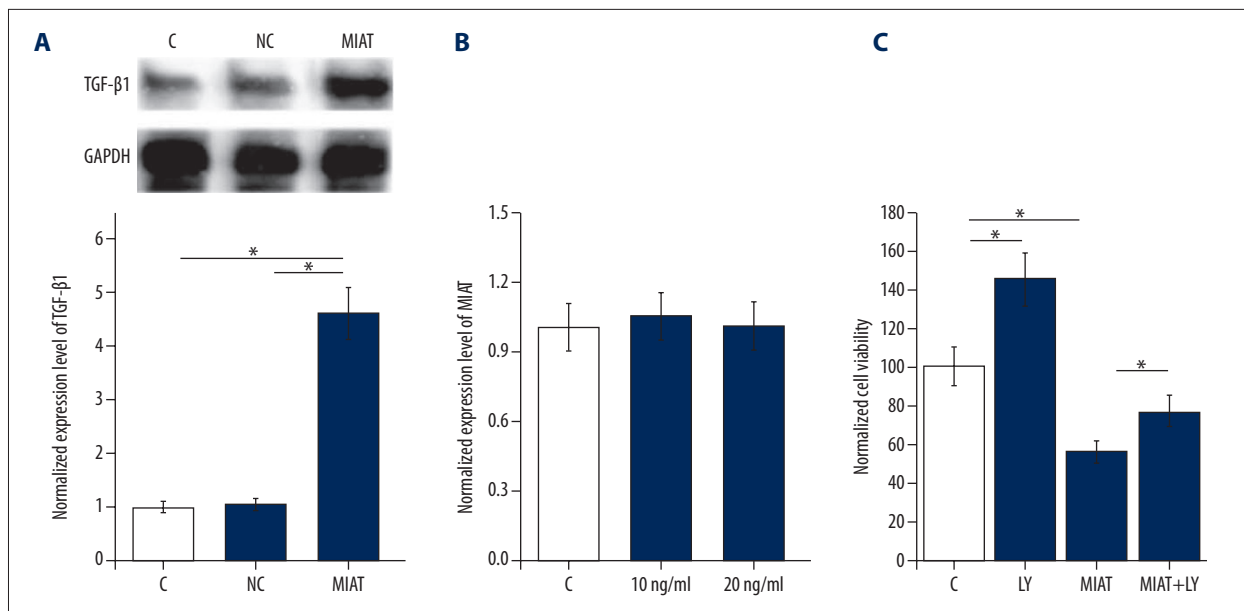 A
C NC MIAT
TGF-β1
GAPDH
Normalized expression level of TGF-β1
6
5
4
3
2
1
0
* 
*
C NC MIAT
B
Normalized expression level of MIAT
1.5
1.2
0.9
0.6
0.3
0.0
C 10 ng/ml 20 ng/ml
C
Normalized cell viability
180
160
140
120
100
80
60
40
20
0
*
*
*
C LY MIAT MIAT+LY